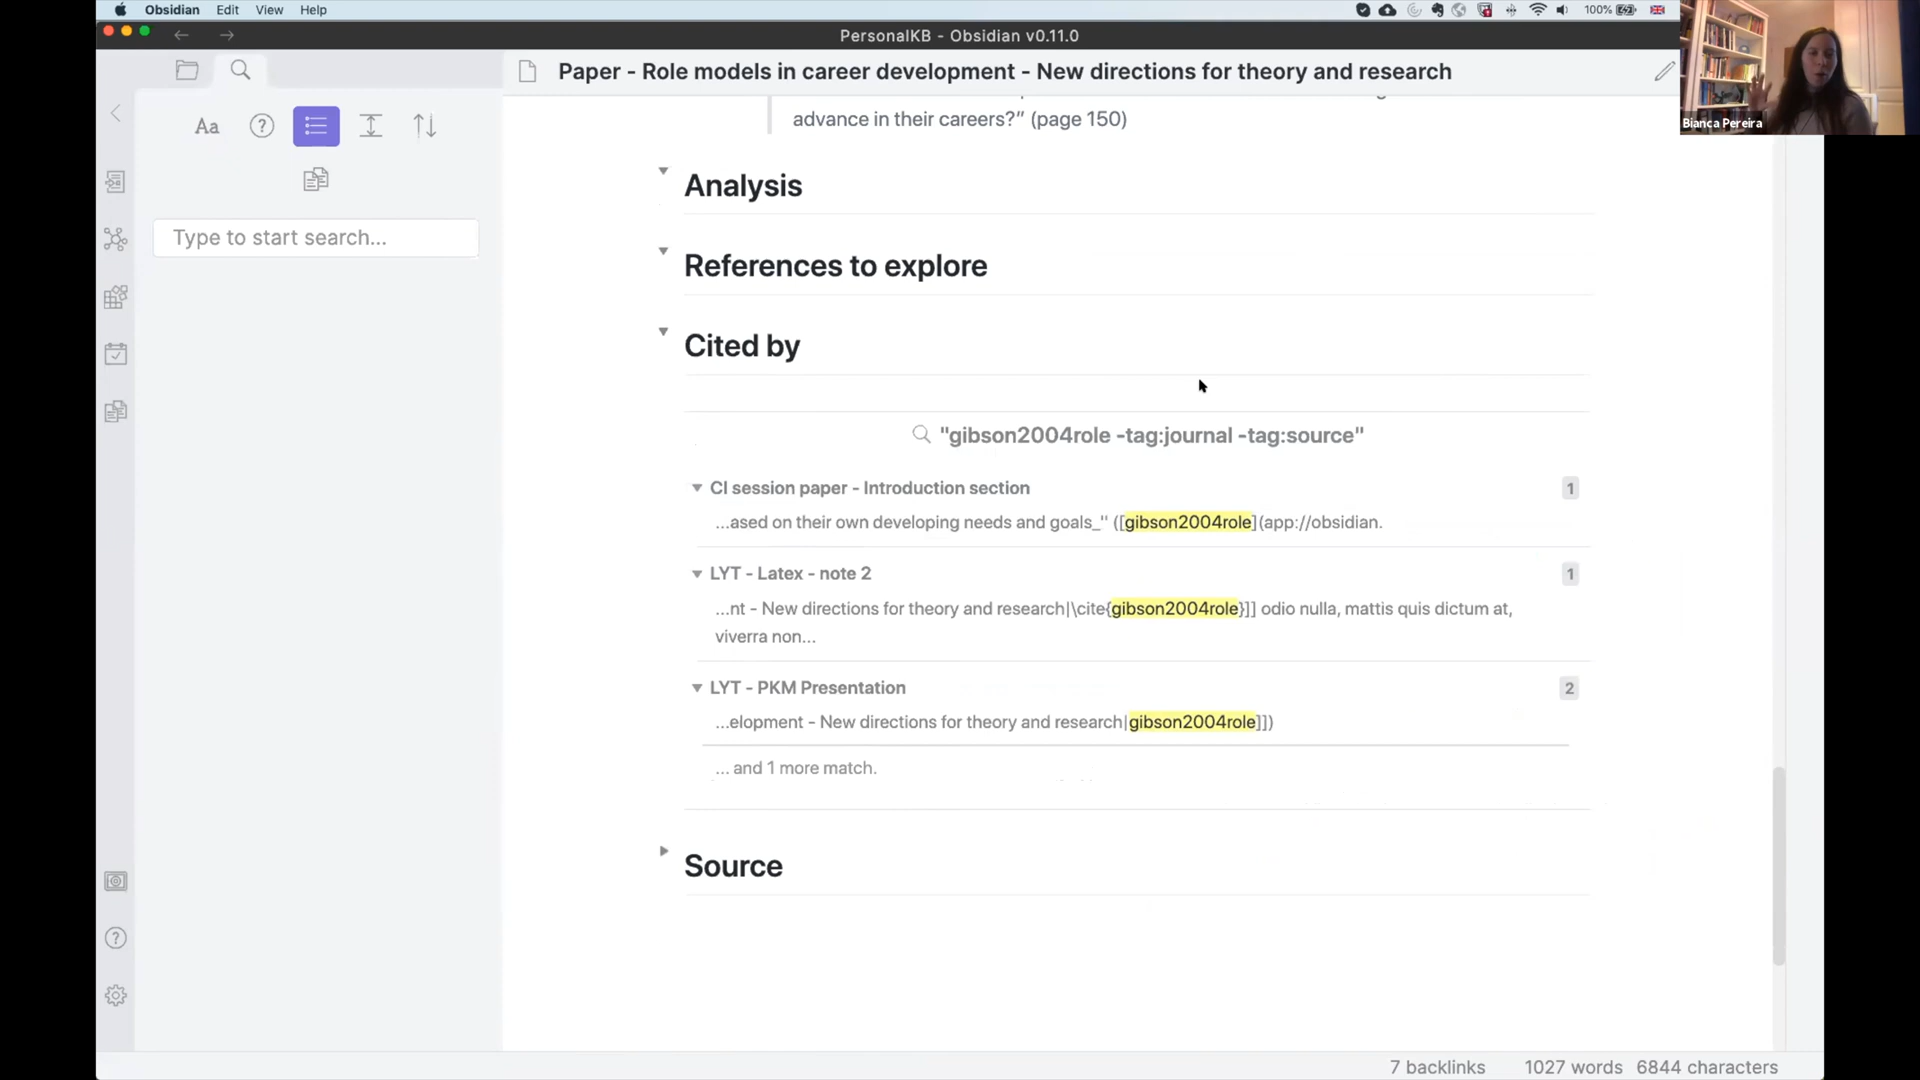 Obsidian Edit View Help 100%
PersonalKB - Obsidian v0.11.0
Paper - Role models in career development - New directions for theory and research
Bianca Pereira
Aa
Type to start search...
advance in their careers?” (page 150)
Analysis
References to explore
Cited by
"gibson2004role -tag:journal -tag:source"
CI session paper - Introduction section 1
...ased on their own developing needs and goals_" ([gibson2004role](app://obsidian.
LYT - Latex - note 2 1
...nt - New directions for theory and research|\cite{gibson2004role}]] odio nulla, mattis quis dictum at,
viverra non...
LYT - PKM Presentation 2
...elopment - New directions for theory and research|gibson2004role]])
... and 1 more match.
Source
7 backlinks 1027 words 6844 characters